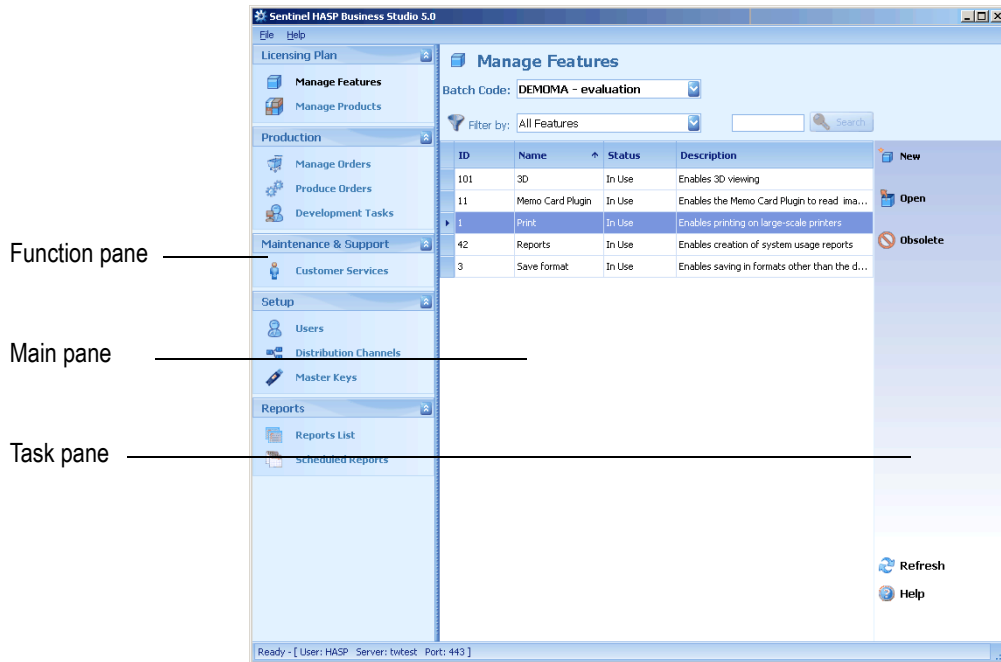 Sentinel HASP Business Studio 5.0
File Help
Licensing Plan
Manage Features
Manage Products
Production
Manage Orders
Produce Orders
Development Tasks
Maintenance & Support
Customer Services
Setup
Users
Distribution Channels
Master Keys
Reports
Reports List
Scheduled Reports
Function pane
Main pane
Task pane
Manage Features
Batch Code: DEMOMA - evaluation
Filter by: All Features Search
ID Name Status Description
101 3D In Use Enables 3D viewing
11 Memo Card Plugin In Use Enables the Memo Card Plugin to read ima...
1 Print In Use Enables printing on large-scale printers
42 Reports In Use Enables creation of system usage reports
3 Save format In Use Enables saving in formats other than the d...
New
Open
Obsolete
Refresh
Help
Ready - [ User: HASP Server: twtest Port: 443 ]